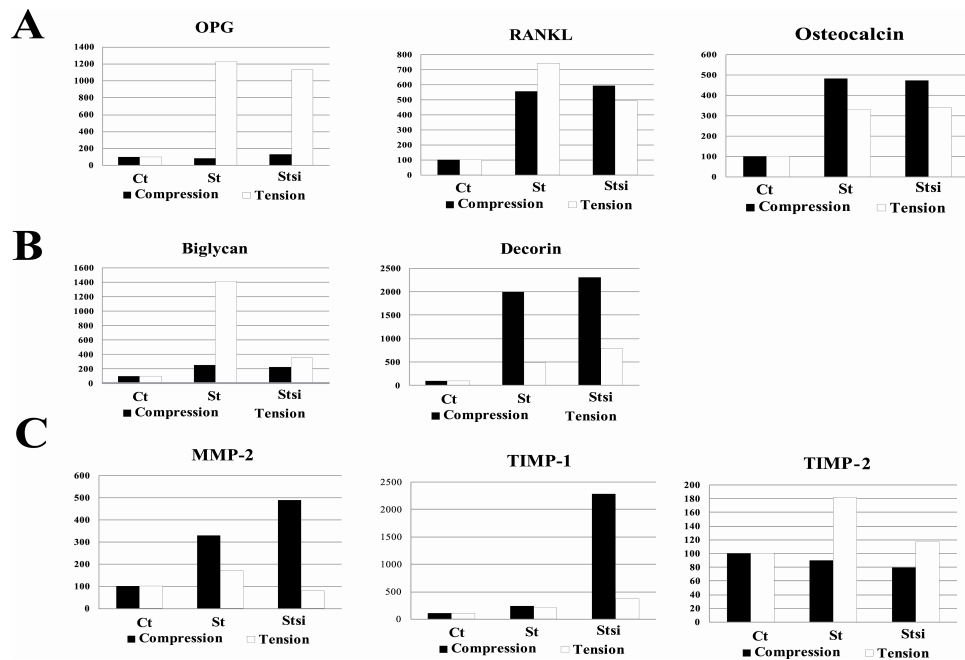 A
OPG
1400
1200
1000
800
600
400
200
0
Ct St Stsi
Compression Tension
RANKL
800
700
600
500
400
300
200
100
0
Ct St Stsi
Compression Tension
Osteocalcin
600
500
400
300
200
100
0
Ct St Stsi
Compression Tension
B
Biglycan
1600
1400
1200
1000
800
600
400
200
0
Ct St Stsi
Compression Tension
Decorin
2500
2000
1500
1000
500
0
Ct St Stsi
Compression Tension
C
MMP-2
600
500
400
300
200
100
0
Ct St Stsi
Compression Tension
TIMP-1
2500
2000
1500
1000
500
0
Ct St Stsi
Compression Tension
TIMP-2
200
180
160
140
120
100
80
60
40
20
0
Ct St Stsi
Compression Tension